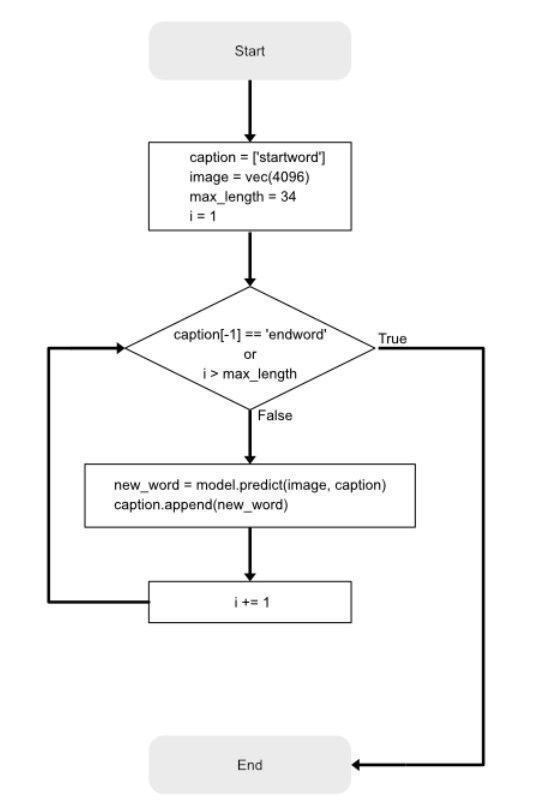 Start
caption = ['startword']
image = vec(4096)
max_length = 34
i = 1
caption[-1] == 'endword'
or
i > max_length
True
False
new_word = model.predict(image, caption)
caption.append(new_word)
i += 1
End